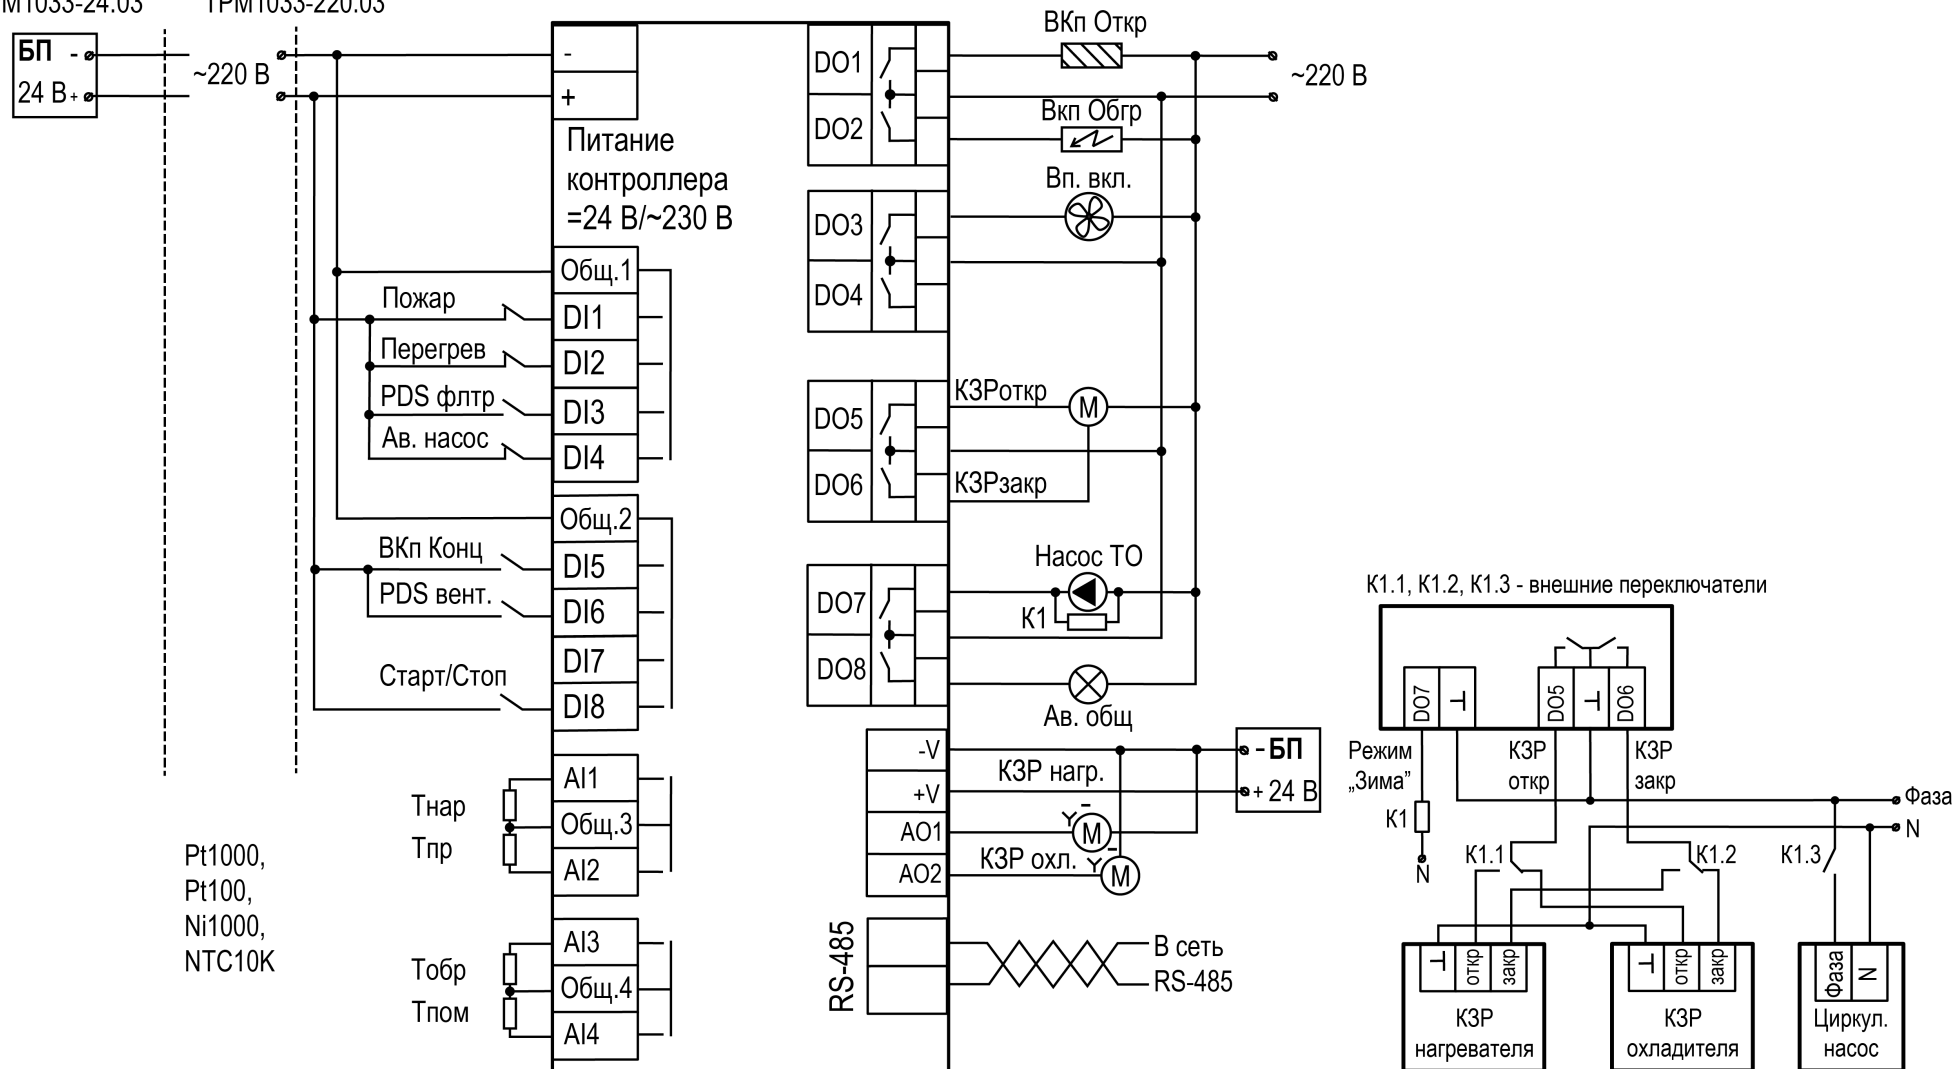 ТРМ1033-220.03
БП -
24 В +
~220 В
-
+
Питание
контроллера
=24 В/~230 В
Общ.1
Пожар
DI1
Перегрев
DI2
PDS флтр
DI3
Ав. насос
DI4
Общ.2
ВКп Конц
DI5
PDS вент.
DI6
DI7
Старт/Стоп
DI8
AI1
Тнар
Общ.3
Тпр
AI2
Pt1000,
Pt100,
Ni1000,
NTC10K
AI3
Тобр
Общ.4
Тпом
AI4
ВКп Откр
DO1
~220 В
Вкп Обгр
DO2
Вп. вкл.
DO3
DO4
КЗРоткр
M
DO5
DO6
КЗРзакр
Насос ТО
DO7
К1
DO8
Ав. общ
-V
- БП
КЗР нагр.
+V
+ 24 В
AO1
Y
-
M
КЗР охл.
AO2
Y
-
M
RS-485
В сеть
RS-485
К1.1, К1.2, К1.3 - внешние переключатели
DO7
DO5
DO6
Режим
„Зима”
КЗР
откр
КЗР
закр
Фаза
N
К1
N
К1.1
К1.2
К1.3
откр
закр
КЗР
нагревателя
откр
закр
КЗР
охладителя
Фаза
N
Циркул.
насос